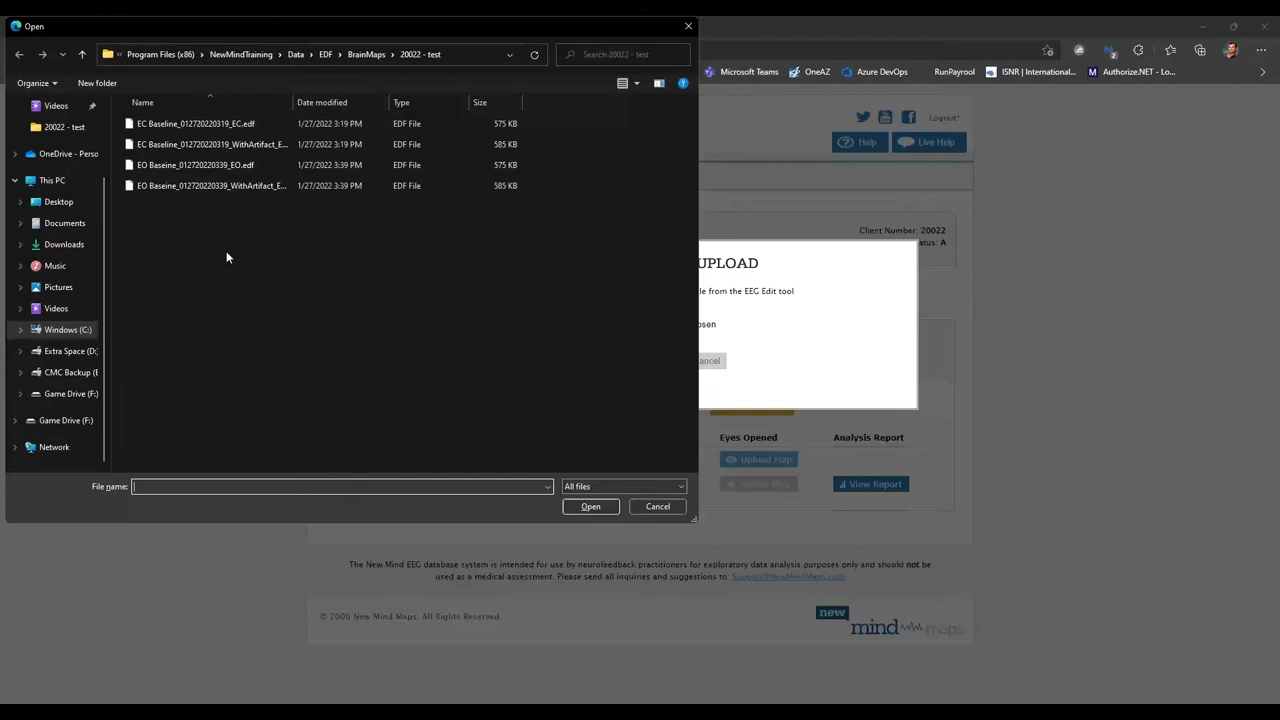 Open
« Program Files (x86) › NewMindTraining › Data › EDF › BrainMaps › 20022 - test
Search 20022 - test
Organize
New folder
Microsoft Teams
OneAZ
Azure DevOps
RunPayrool
ISNR | International...
Authorize.NET - Lo...
Videos
20022 - test
OneDrive - Perso
This PC
Desktop
Documents
Downloads
Music
Pictures
Videos
Windows (C:)
Extra Space (D:
CMC Backup (E
Game Drive (F:)
Game Drive (F:)
Network
Name Date modified Type Size
EC Baseline_012720220319_EC.edf 1/27/2022 3:19 PM EDF File 575 KB
EC Baseline_012720220319_WithArtifact_E... 1/27/2022 3:19 PM EDF File 585 KB
EO Baseine_012720220339_EO.edf 1/27/2022 3:39 PM EDF File 575 KB
EO Baseine_012720220339_WithArtifact_E... 1/27/2022 3:39 PM EDF File 585 KB
File name:
All files
Open
Cancel
Logout
Help
Live Help
Client Number: 20022
atus: A
UPLOAD
le from the EEG Edit tool
osen
ancel
Eyes Opened
Analysis Report
Upload Map
View Report
The New Mind EEG database system is intended for use by neurofeedback practitioners for exploratory data analysis purposes only and should not be
used as a medical assessment. Please send all inquiries and suggestions to: Support@NewMindMaps.com
© 2006 New Mind Maps. All Rights Reserved.
new
mind maps